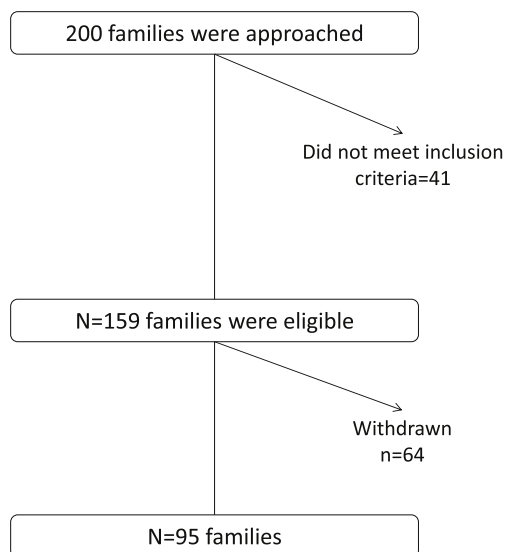 200 families were approached
Did not meet inclusion
criteria=41
N=159 families were eligible
Withdrawn
n=64
N=95 families